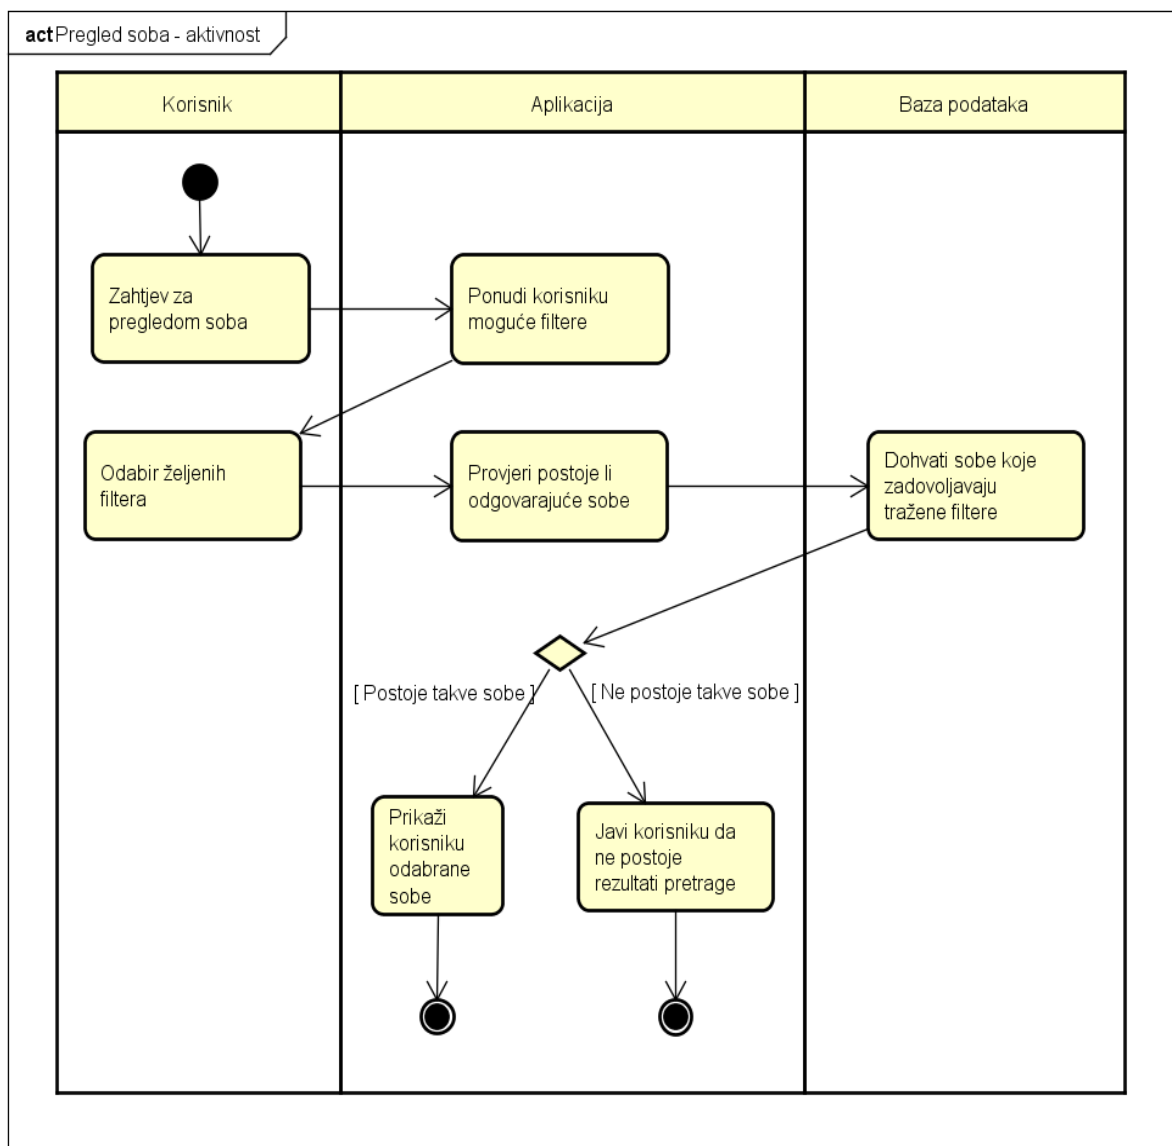 act Pregled soba - aktivnost
Korisnik
Aplikacija
Baza podataka
Zahtjev za
pregledom soba
Ponudi korisniku
moguće filtere
Odabir željenih
filtera
Provjeri postoje li
odgovarajuće sobe
Dohvati sobe koje
zadovoljavaju
tražene filtere
[ Postoje takve sobe ]
[ Ne postoje takve sobe ]
Prikaži
korisniku
odabrane
sobe
Javi korisniku da
ne postoje
rezultati pretrage